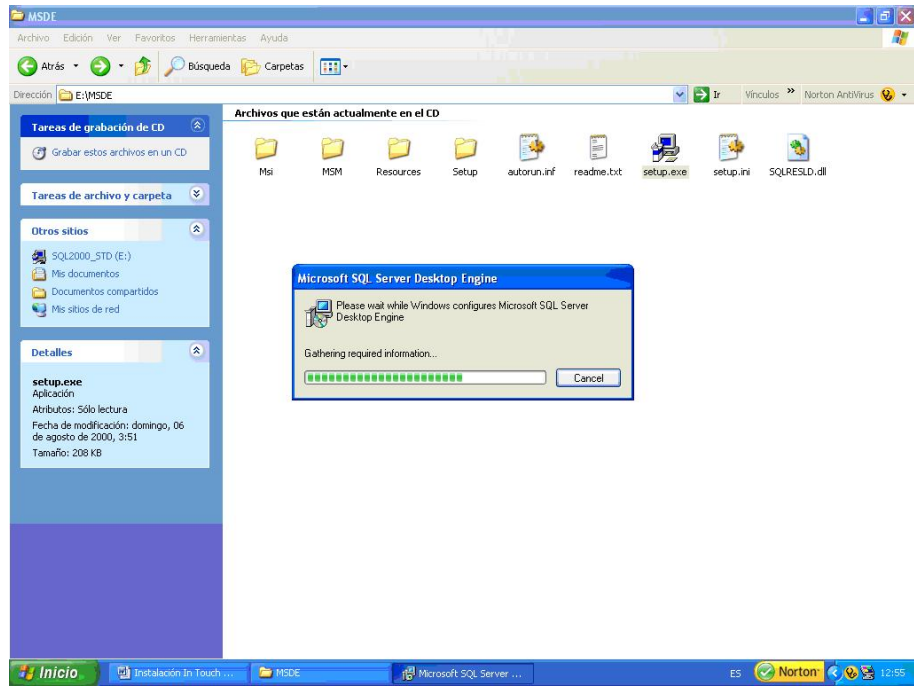 MSDE
Archivo Edición Ver Favoritos Herramientas Ayuda
Atrás Búsqueda Carpetas
Dirección E:\MSDE Ir Vínculos » Norton AntiVirus
Tareas de grabación de CD
Grabar estos archivos en un CD
Tareas de archivo y carpeta
Otros sitios
SQL2000_STD (E:)
Mis documentos
Documentos compartidos
Mis sitios de red
Detalles
setup.exe
Aplicación
Atributos: Sólo lectura
Fecha de modificación: domingo, 06
de agosto de 2000, 3:51
Tamaño: 208 KB
Archivos que están actualmente en el CD
Msi MSM Resources Setup autorun.inf readme.txt setup.exe setup.ini SQLRESLD.dll
Microsoft SQL Server Desktop Engine
Please wait while Windows configures Microsoft SQL Server
Desktop Engine
Gathering required information...
Cancel
Inicio Instalación In Touch ... MSDE Microsoft SQL Server ... ES Norton 12:55